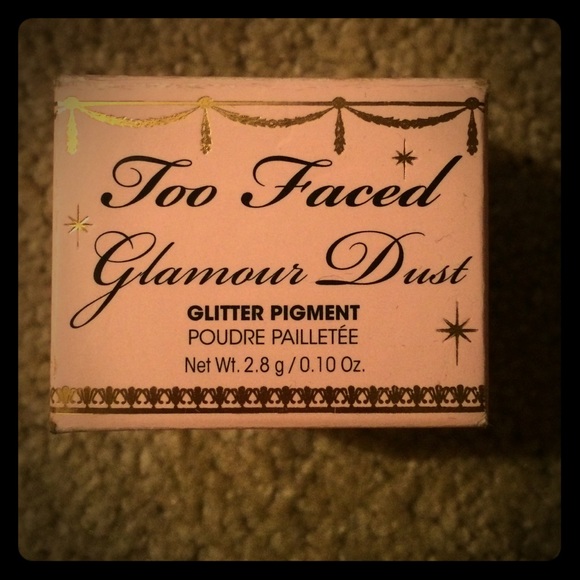 Too Faced
Glamour Dust
GLITTER PIGMENT
POUDRE PAILLETÉE
Net Wt. 2.8 g / 0.10 Oz.